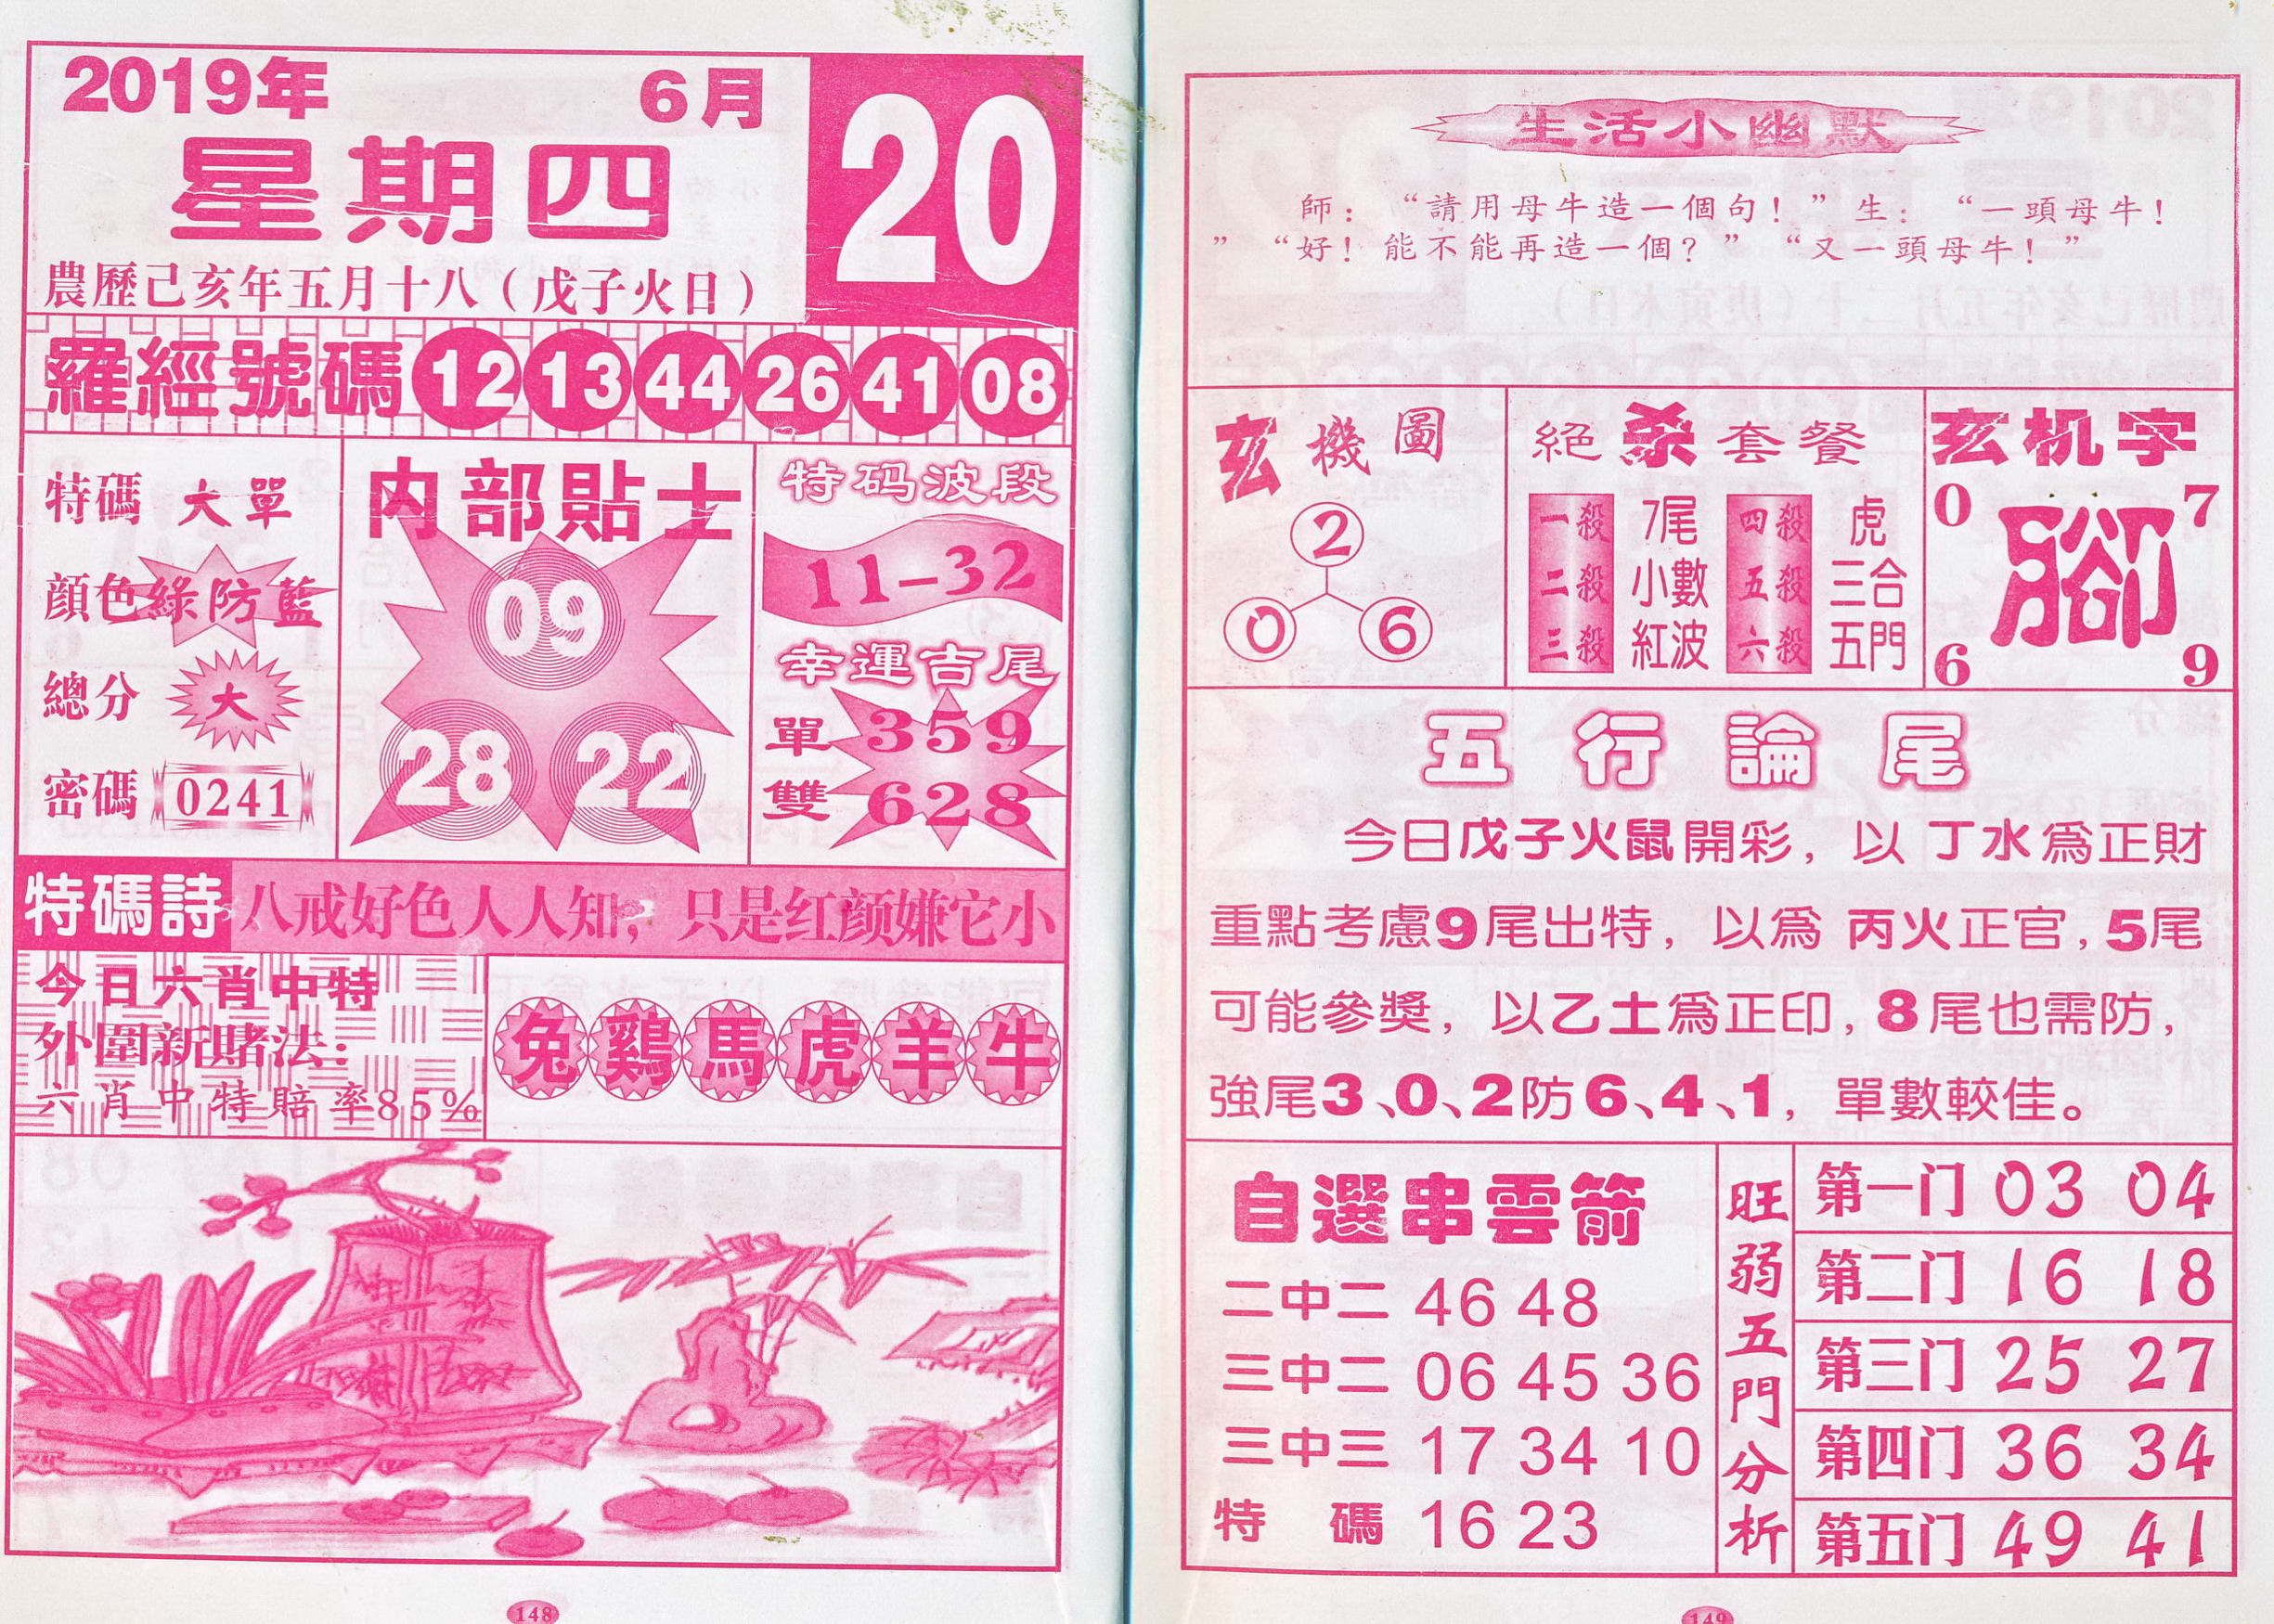 2019年 6月
20
星期四
農歷己亥年五月十八（戊子火日）
羅經號碼 12 13 44 26 41 08
特碼 大單
顔色 綠防藍
總分 大
密碼 0241
内部貼士
09
28 22
特码波段
11-32
幸運吉尾
單 359
雙 628
特碼詩 八戒好色人人知，只是红颜嫌它小
今日六肖中特
外圍新賭法：
六肖中特賠率85%
兔 鷄 馬 虎 羊 牛
148
生活小幽默
師：“請用母牛造一個句！”生：“一頭母牛！
”“好！能不能再造一個？”“又一頭母牛！”
玄機圖
2
0 6
絕杀套餐
一殺 7尾 四殺 虎
二殺 小數 五殺 三合
三殺 紅波 六殺 五門
玄机字
0 7
腳
6 9
五行論尾
今日戊子火鼠開彩，以丁水爲正財
重點考慮9尾出特，以爲丙火正官，5尾
可能參獎，以乙土爲正印，8尾也需防，
強尾3、0、2防6、4、1，單數較佳。
自選串雲箭
二中二 46 48
三中二 06 45 36
三中三 17 34 10
特碼 16 23
旺弱五門分析
第一门 03 04
第二门 16 18
第三门 25 27
第四门 36 34
第五门 49 41
149